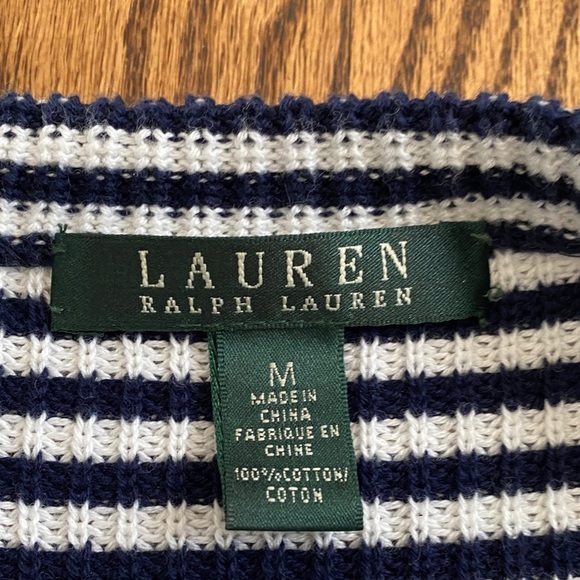 LAUREN
RALPH LAUREN
M
MADE IN
CHINA
FABRIQUE EN
CHINE
100%COTTON/
COTON